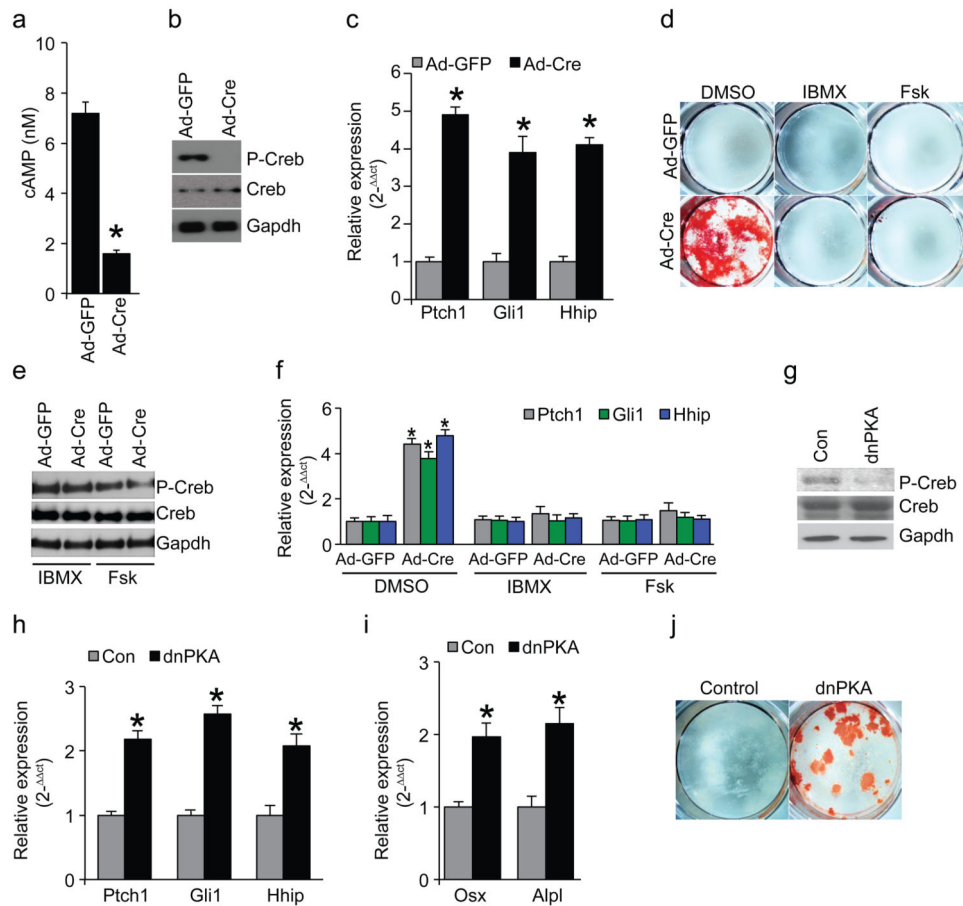 a
10
8
6
4
2
0
cAMP (nM)
*
Ad-GFP
Ad-Cre
b
Ad-GFP
Ad-Cre
P-Creb
Creb
Gapdh
c
Ad-GFP Ad-Cre
Relative expression
(2-ΔΔct)
6
5
4
3
2
1
0
* * *
Ptch1 Gli1 Hhip
d
DMSO IBMX Fsk
Ad-GFP
Ad-Cre
e
Ad-GFP
Ad-Cre
Ad-GFP
Ad-Cre
P-Creb
Creb
Gapdh
IBMX Fsk
f
Ptch1 Gli1 Hhip
Relative expression
(2-ΔΔct)
6
4
2
0
* * *
Ad-GFP Ad-Cre Ad-GFP Ad-Cre Ad-GFP Ad-Cre
DMSO IBMX Fsk
g
Con
dnPKA
P-Creb
Creb
Gapdh
h
Con dnPKA
Relative expression
(2-ΔΔct)
3
2
1
0
* * *
Ptch1 Gli1 Hhip
i
Con dnPKA
Relative expression
(2-ΔΔct)
3
2
1
0
* *
Osx Alpl
j
Control dnPKA